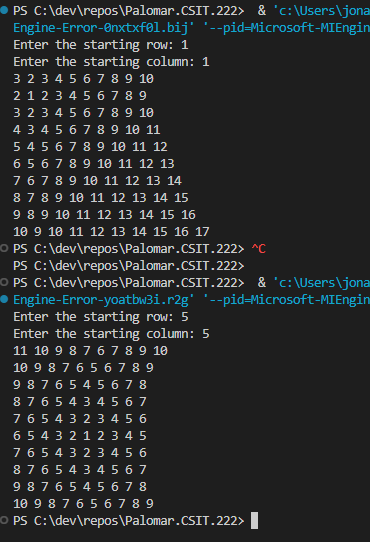 PS C:\dev\repos\Palomar.CSIT.222>  & 'c:\Users\jona
Engine-Error-0nxtxf0l.bij' '--pid=Microsoft-MIEngin
Enter the starting row: 1
Enter the starting column: 1
3 2 3 4 5 6 7 8 9 10
2 1 2 3 4 5 6 7 8 9
3 2 3 4 5 6 7 8 9 10
4 3 4 5 6 7 8 9 10 11
5 4 5 6 7 8 9 10 11 12
6 5 6 7 8 9 10 11 12 13
7 6 7 8 9 10 11 12 13 14
8 7 8 9 10 11 12 13 14 15
9 8 9 10 11 12 13 14 15 16
10 9 10 11 12 13 14 15 16 17
PS C:\dev\repos\Palomar.CSIT.222> ^C
PS C:\dev\repos\Palomar.CSIT.222>
PS C:\dev\repos\Palomar.CSIT.222>  & 'c:\Users\jona
Engine-Error-yoatbw3i.r2g' '--pid=Microsoft-MIEngin
Enter the starting row: 5
Enter the starting column: 5
11 10 9 8 7 6 7 8 9 10
10 9 8 7 6 5 6 7 8 9
9 8 7 6 5 4 5 6 7 8
8 7 6 5 4 3 4 5 6 7
7 6 5 4 3 2 3 4 5 6
6 5 4 3 2 1 2 3 4 5
7 6 5 4 3 2 3 4 5 6
8 7 6 5 4 3 4 5 6 7
9 8 7 6 5 4 5 6 7 8
10 9 8 7 6 5 6 7 8 9
PS C:\dev\repos\Palomar.CSIT.222>